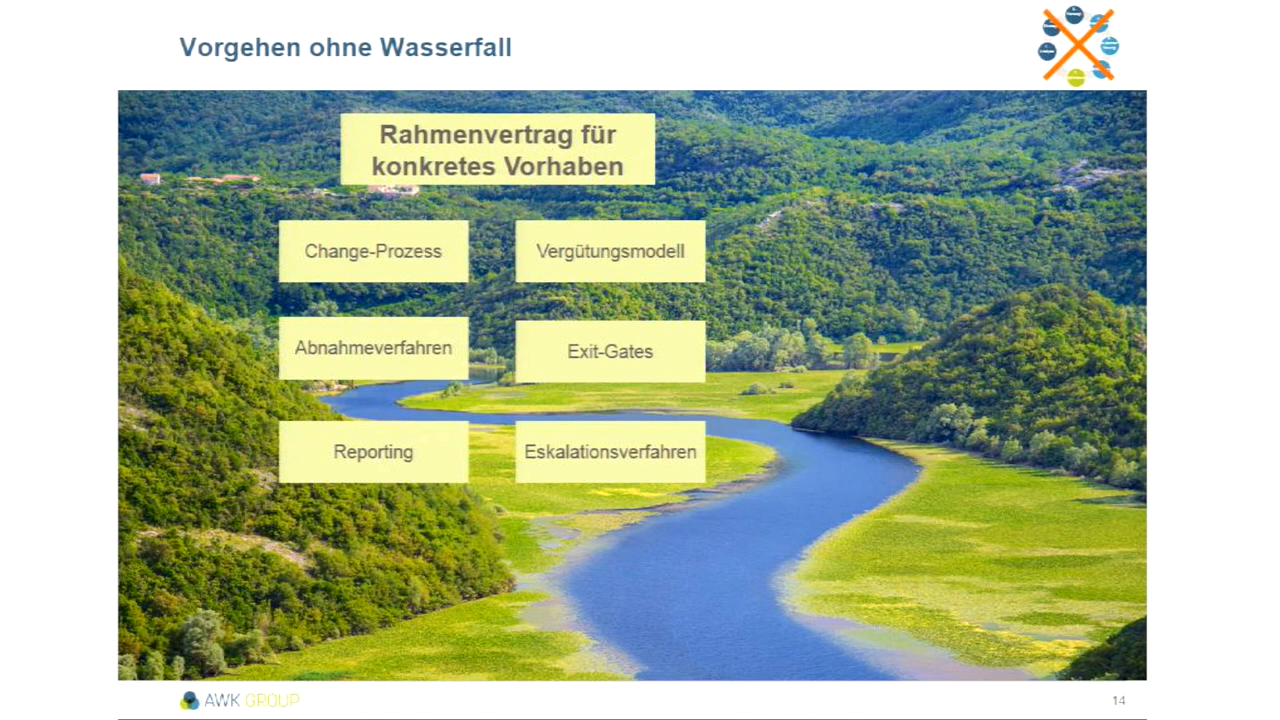 Vorgehen ohne Wasserfall
Rahmenvertrag für
konkretes Vorhaben
Change-Prozess
Vergütungsmodell
Abnahmeverfahren
Exit-Gates
Reporting
Eskalationsverfahren
AWK GROUP
14